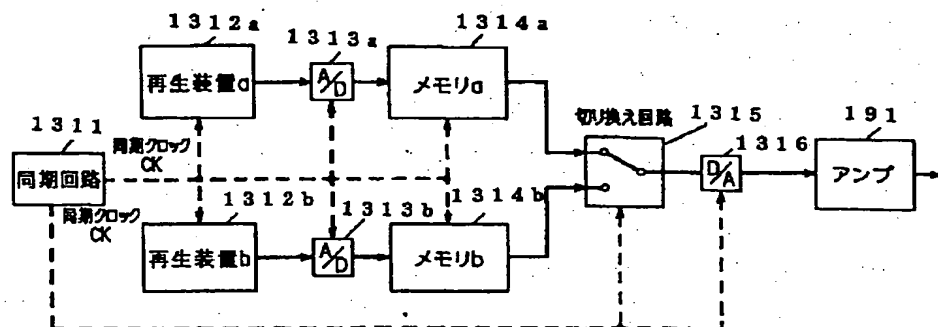 1312a
1313a
1314a
再生装置a
A/D
メモリa
切り換え回路
1315
191
1311
同期クロック
CK
1316
同期回路
D/A
アンプ
同期クロック
CK
1312b
1313b
1314b
再生装置b
A/D
メモリb